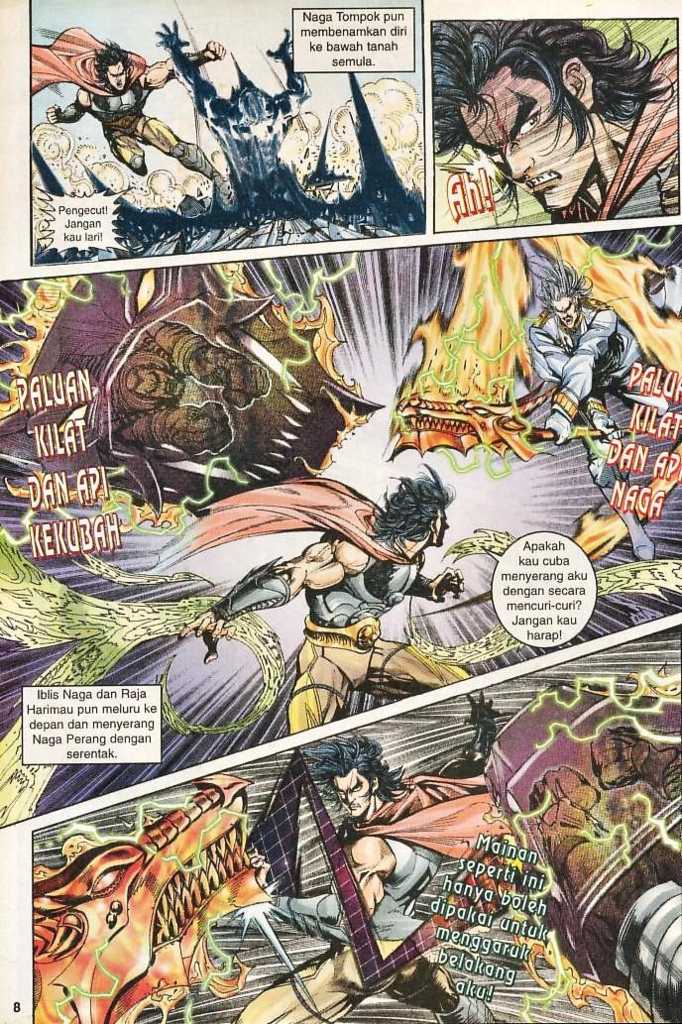 Naga Tompok pun
membenamkan diri
ke bawah tanah
semula.
Pengecut!
Jangan
kau lari!
Ah!
PALUAN
KILAT
DAN API
KEKUBAH
PALUAN
KILAT
DAN API
NAGA
Apakah
kau cuba
menyerang aku
dengan secara
mencuri-curi?
Jangan kau
harap!
Iblis Naga dan Raja
Harimau pun meluru ke
depan dan menyerang
Naga Perang dengan
serentak.
Mainan
seperti ini
hanya boleh
dipakai untuk
menggaruk
belakang
aku!
8